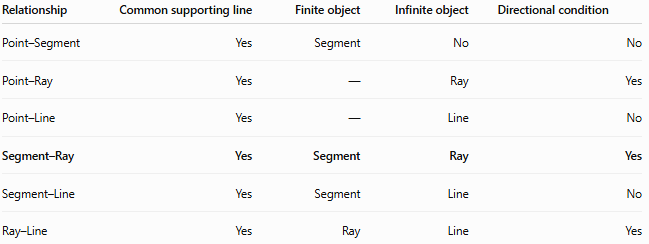 Relationship Common supporting line Finite object Infinite object Directional condition
Point–Segment Yes Segment No No
Point–Ray Yes — Ray Yes
Point–Line Yes — Line No
Segment–Ray Yes Segment Ray Yes
Segment–Line Yes Segment Line No
Ray–Line Yes Ray Line Yes